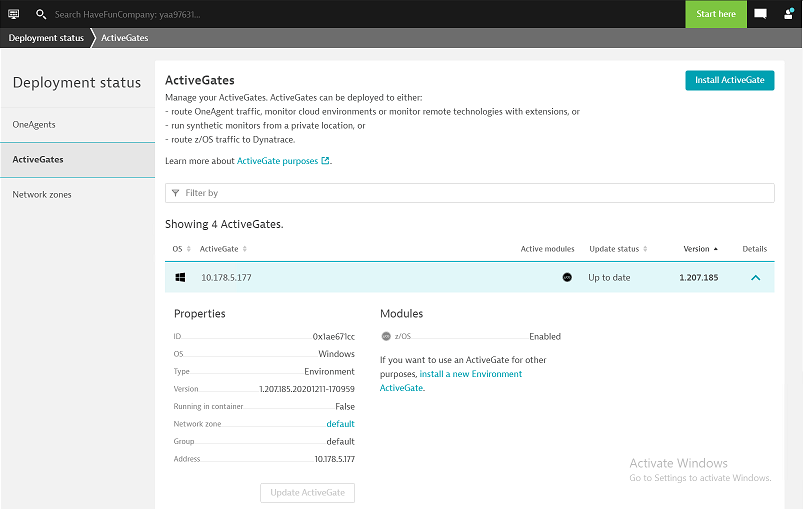 Search HaveFunCompany: yaa97631...
Start here
Deployment status
ActiveGates
Deployment status
OneAgents
ActiveGates
Network zones
ActiveGates
Install ActiveGate
Manage your ActiveGates. ActiveGates can be deployed to either:
- route OneAgent traffic, monitor cloud environments or monitor remote technologies with extensions, or
- run synthetic monitors from a private location, or
- route z/OS traffic to Dynatrace.
Learn more about ActiveGate purposes.
Filter by
Showing 4 ActiveGates.
OS ActiveGate Active modules Update status Version Details
10.178.5.177 Up to date 1.207.185
Properties
ID 0x1ae671cc
OS Windows
Type Environment
Version 1.207.185.20201211-170959
Running in container False
Network zone default
Group default
Address 10.178.5.177
Update ActiveGate
Modules
z/OS Enabled
If you want to use an ActiveGate for other
purposes, install a new Environment
ActiveGate.
Activate Windows
Go to Settings to activate Windows.